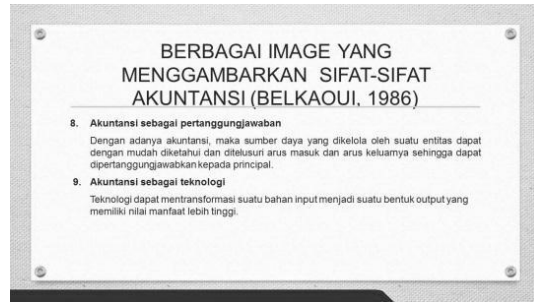 BERBAGAI IMAGE YANG
MENGGAMBARKAN SIFAT-SIFAT
AKUNTANSI (BELKAOUI, 1986)
8. Akuntansi sebagai pertanggungjawaban
Dengan adanya akuntansi, maka sumber daya yang dikelola oleh suatu entitas dapat
dengan mudah diketahui dan ditelusuri arus masuk dan arus keluarnya sehingga dapat
dipertanggungjawabkan kepada principal.
9. Akuntansi sebagai teknologi
Teknologi dapat mentransformasi suatu bahan input menjadi suatu bentuk output yang
memiliki nilai manfaat lebih tinggi.